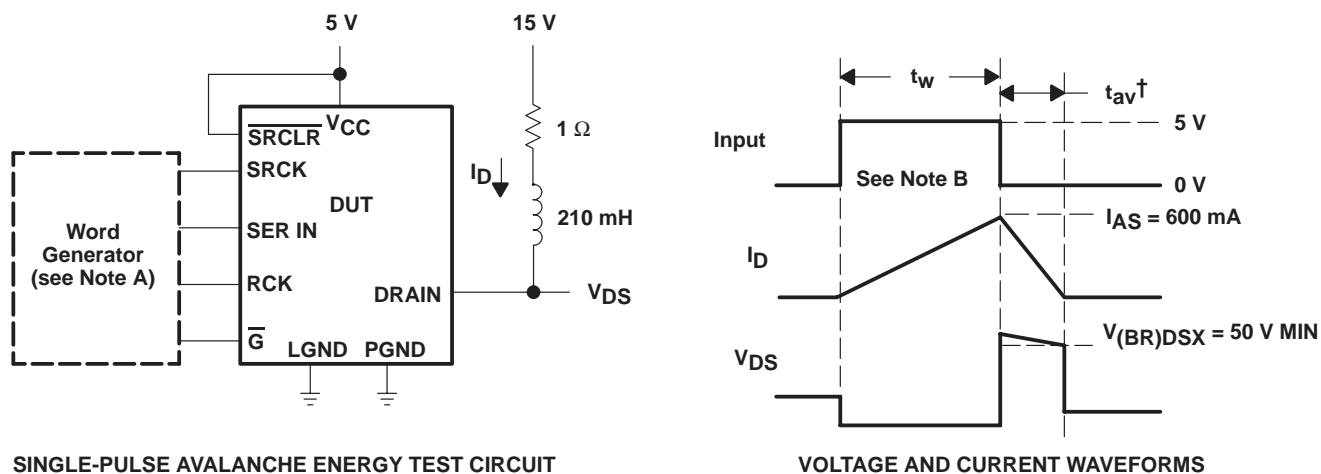 5 V
15 V
VCC
SRCLR
1 Ω
SRCK
ID
DUT
210 mH
Word
Generator
(see Note A)
SER IN
RCK
DRAIN
VDS
G
LGND PGND
SINGLE-PULSE AVALANCHE ENERGY TEST CIRCUIT
tw
tav†
Input
5 V
See Note B
0 V
IAS = 600 mA
ID
V(BR)DSX = 50 V MIN
VDS
VOLTAGE AND CURRENT WAVEFORMS